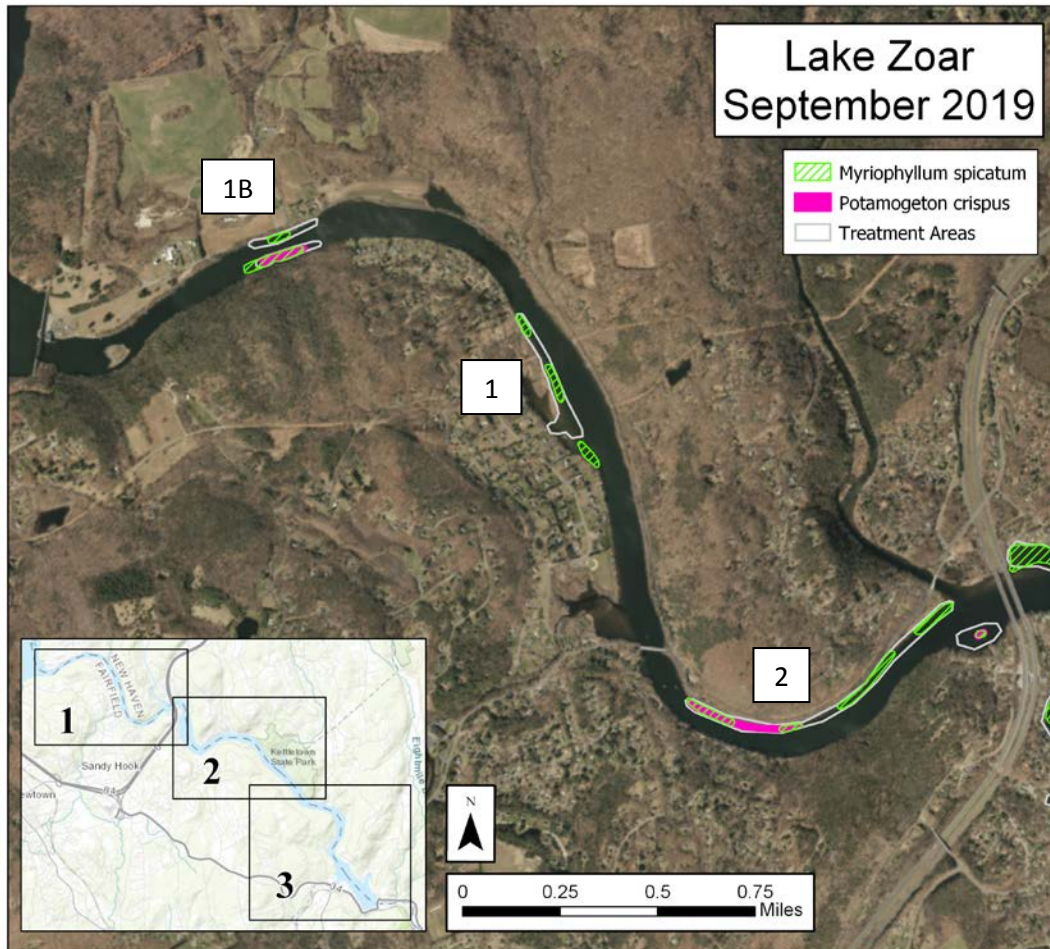 Lake Zoar
September 2019
Myriophyllum spicatum
Potamogeton crispus
Treatment Areas
1B
1
2
NEW HAVEN
FAIRFIELD
1
Sandy Hook
84
2
Kettletown
State Park
3
34
N
0 0.25 0.5 0.75
Miles